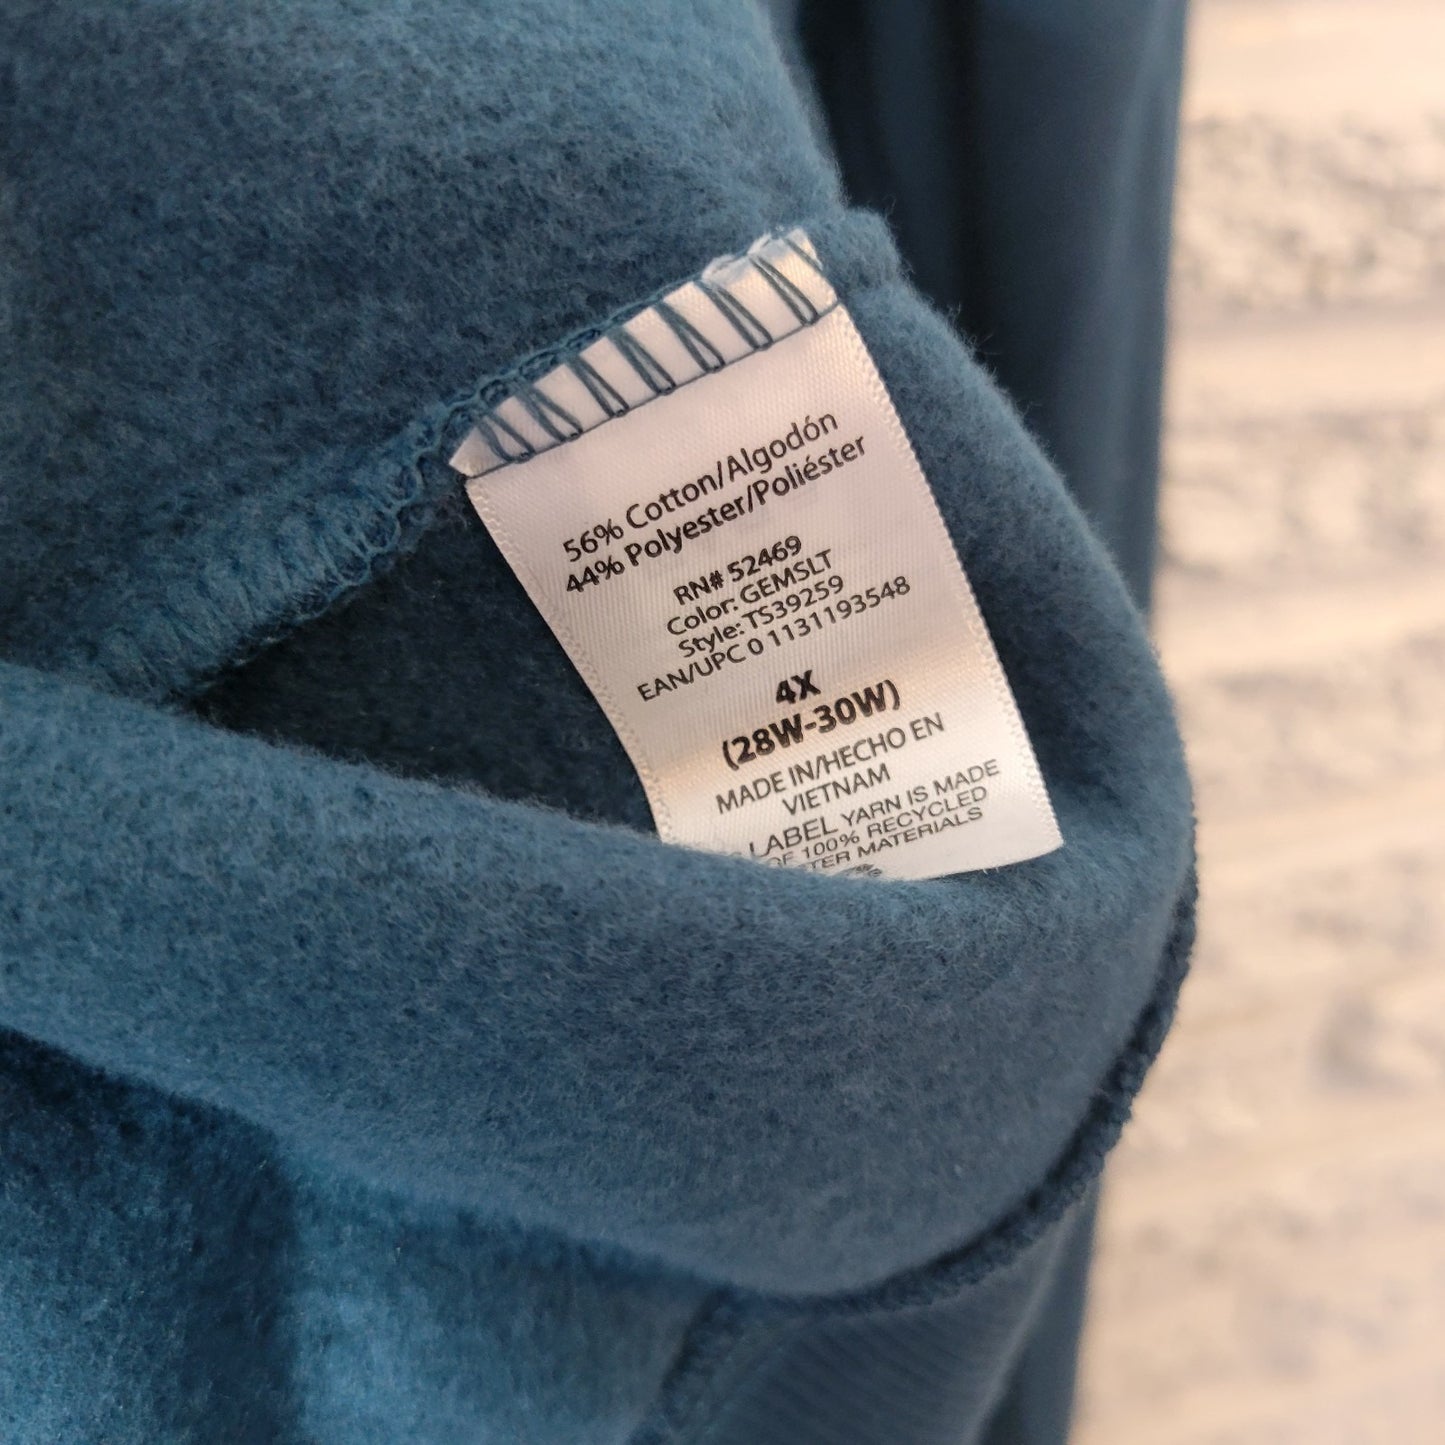 56% Cotton/Algodón
44% Polyester/Poliéster
RN# 52469
Color: GEMSLT
Style: TS39259
EAN/UPC 0 1131193548
4X
(28W-30W)
MADE IN/HECHO EN
VIETNAM
LABEL YARN IS MADE
OF 100% RECYCLED
MATERIALS